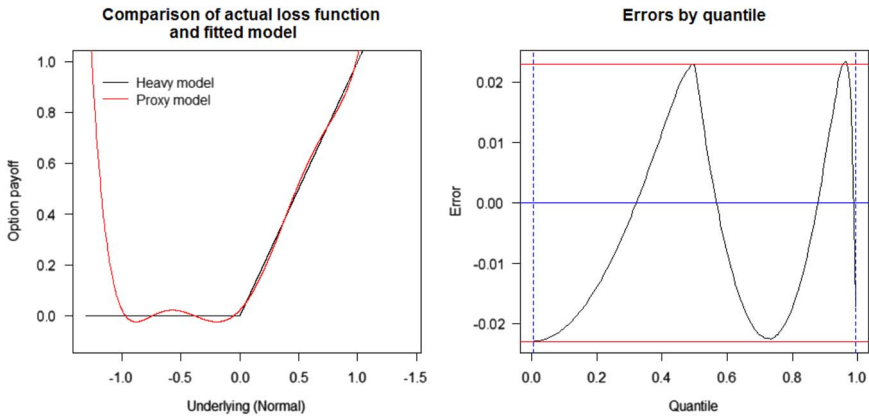 Comparison of actual loss function
and fitted model
1.0
0.8
0.6
0.4
0.2
0.0
Option payoff
Heavy model
Proxy model
-1.0
-0.5
0.0
0.5
1.0
-1.5
Underlying (Normal)
Errors by quantile
0.02
0.01
0.00
-0.01
-0.02
Error
0.0
0.2
0.4
0.6
0.8
1.0
Quantile